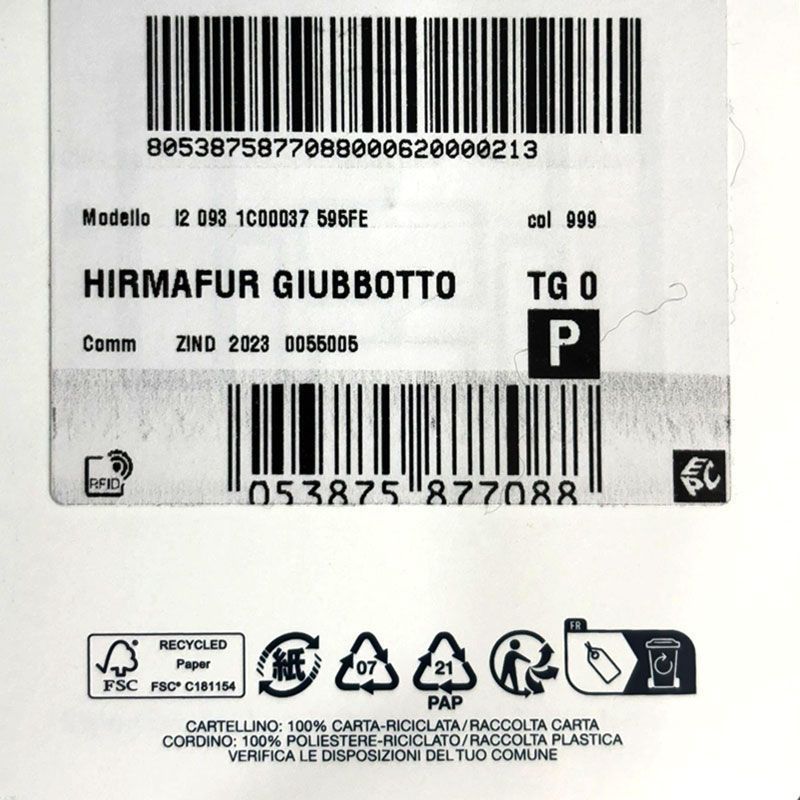 8053875877088000620000213
Modello I2 093 1C00037 595FE col 999
HIRMAFUR GIUBBOTTO TG 0
P
Comm ZIND 2023 0055005
RFID
053875 877088
EPC
FR
RECYCLED
Paper
FSC FSC® C181154
紙
07
21
PAP
CARTELLINO: 100% CARTA-RICICLATA/RACCOLTA CARTA
CORDINO: 100% POLIESTERE-RICICLATO/RACCOLTA PLASTICA
VERIFICA LE DISPOSIZIONI DEL TUO COMUNE